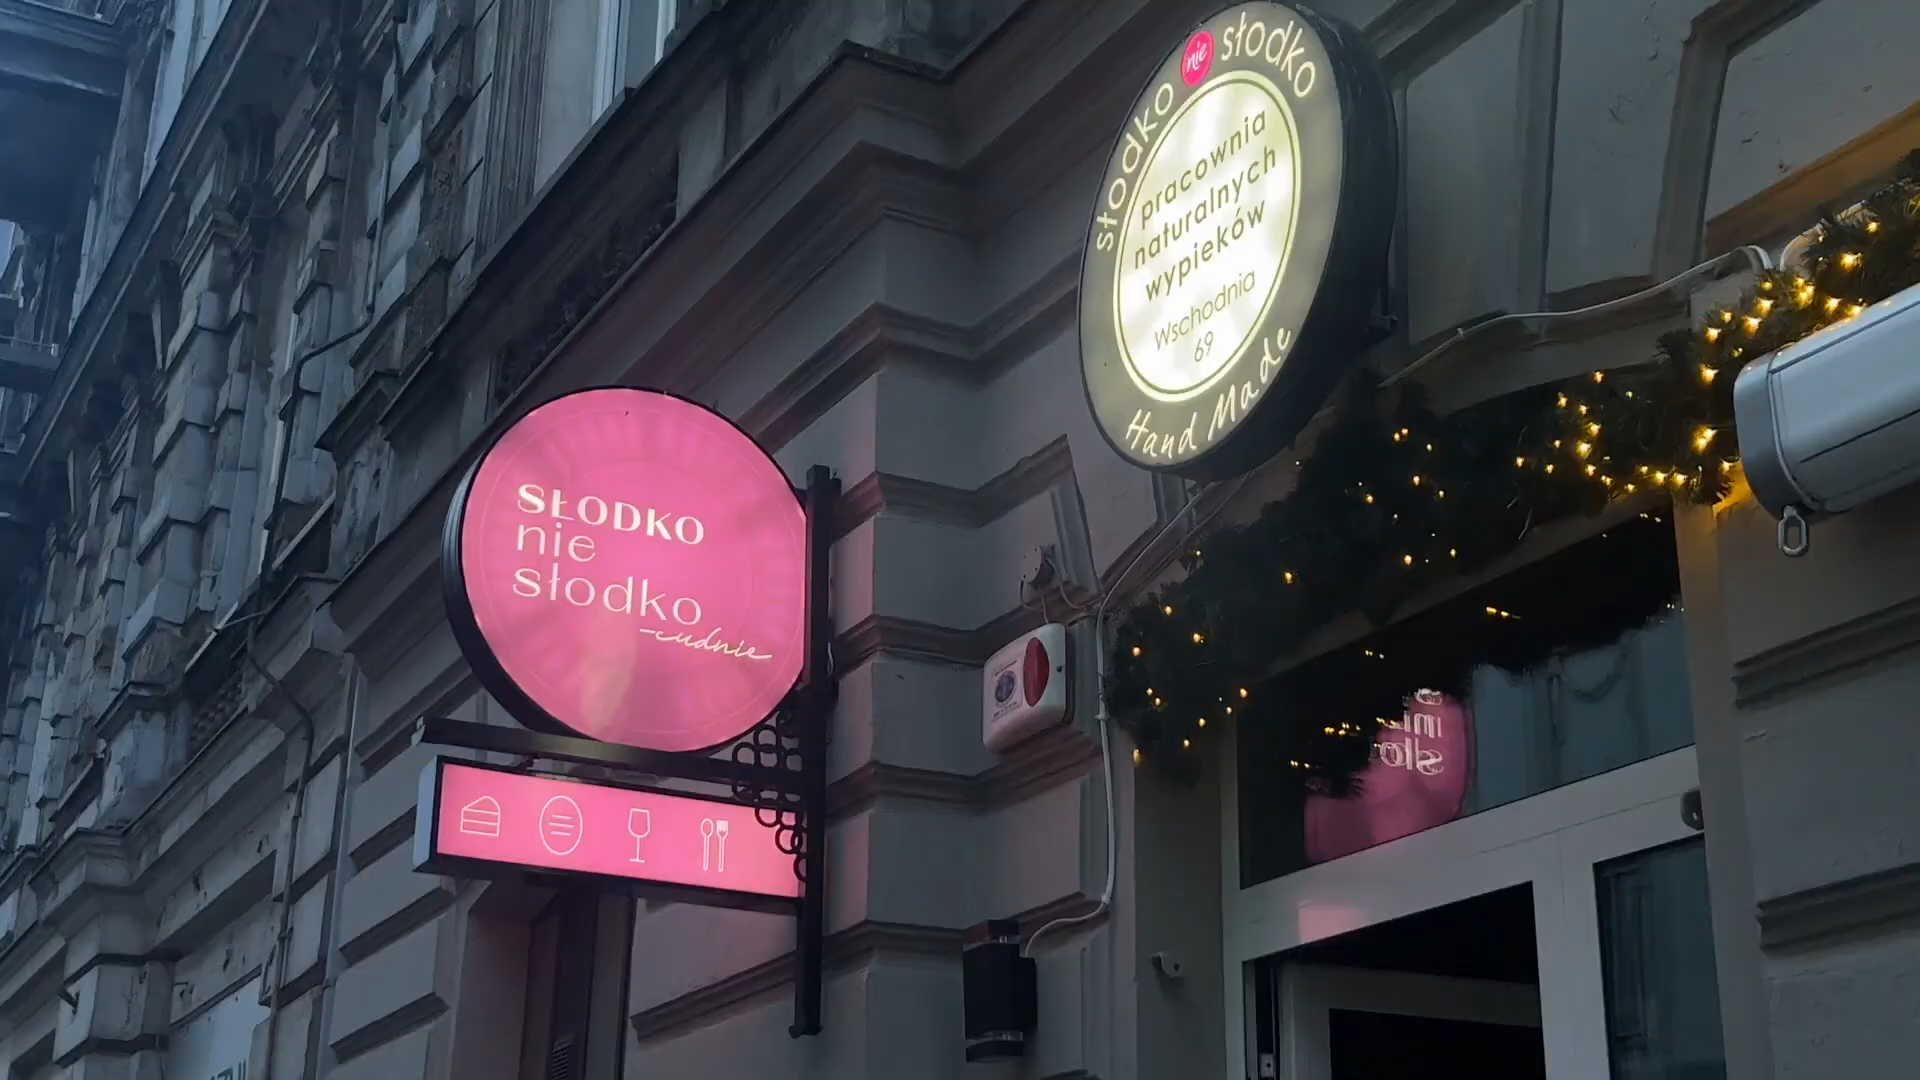 SŁODKO
nie
słodko
-cudnie
słodko nie słodko
pracownia
naturalnych
wypieków
Wschodnia
69
Hand Made